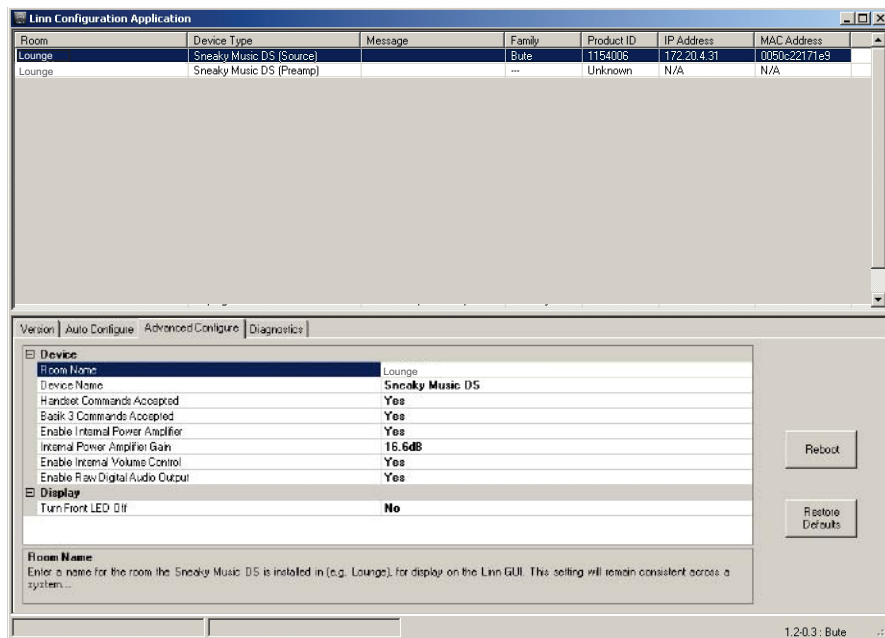 Linn Configuration Application
Room Device Type Message Family Product ID IP Address MAC Address
Lounge Sneaky Music DS (Source) Bute 1154006 172.20.4.31 0050c22171e9
Lounge Sneaky Music DS (Preamp) --- Unknown N/A N/A
Version Auto Configure Advanced Configure Diagnostics
Device
Room Name Lounge
Device Name Sneaky Music DS
Handset Commands Accepted Yes
Basik 3 Commands Accepted Yes
Enable Internal Power Amplifier Yes
Internal Power Amplifier Gain 16.6dB
Enable Internal Volume Control Yes
Enable Raw Digital Audio Output Yes
Display
Turn Front LED Off No
Reboot
Restore
Defaults
Room Name
Enter a name for the room the Sneaky Music DS is installed in (e.g. Lounge), for display on the Linn GUI. This setting will remain consistent across a
system...
1.2-0.3 : Bute